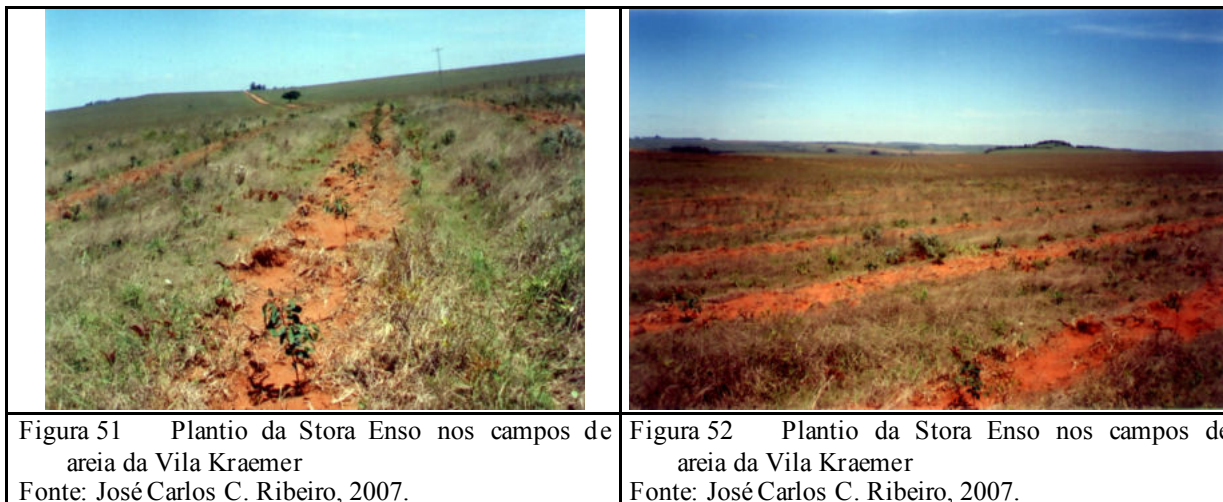 Figura 51 Plantio da Stora Enso nos campos de
areia da Vila Kraemer
Fonte: José Carlos C. Ribeiro, 2007.
Figura 52 Plantio da Stora Enso nos campos de
areia da Vila Kraemer
Fonte: José Carlos C. Ribeiro, 2007.